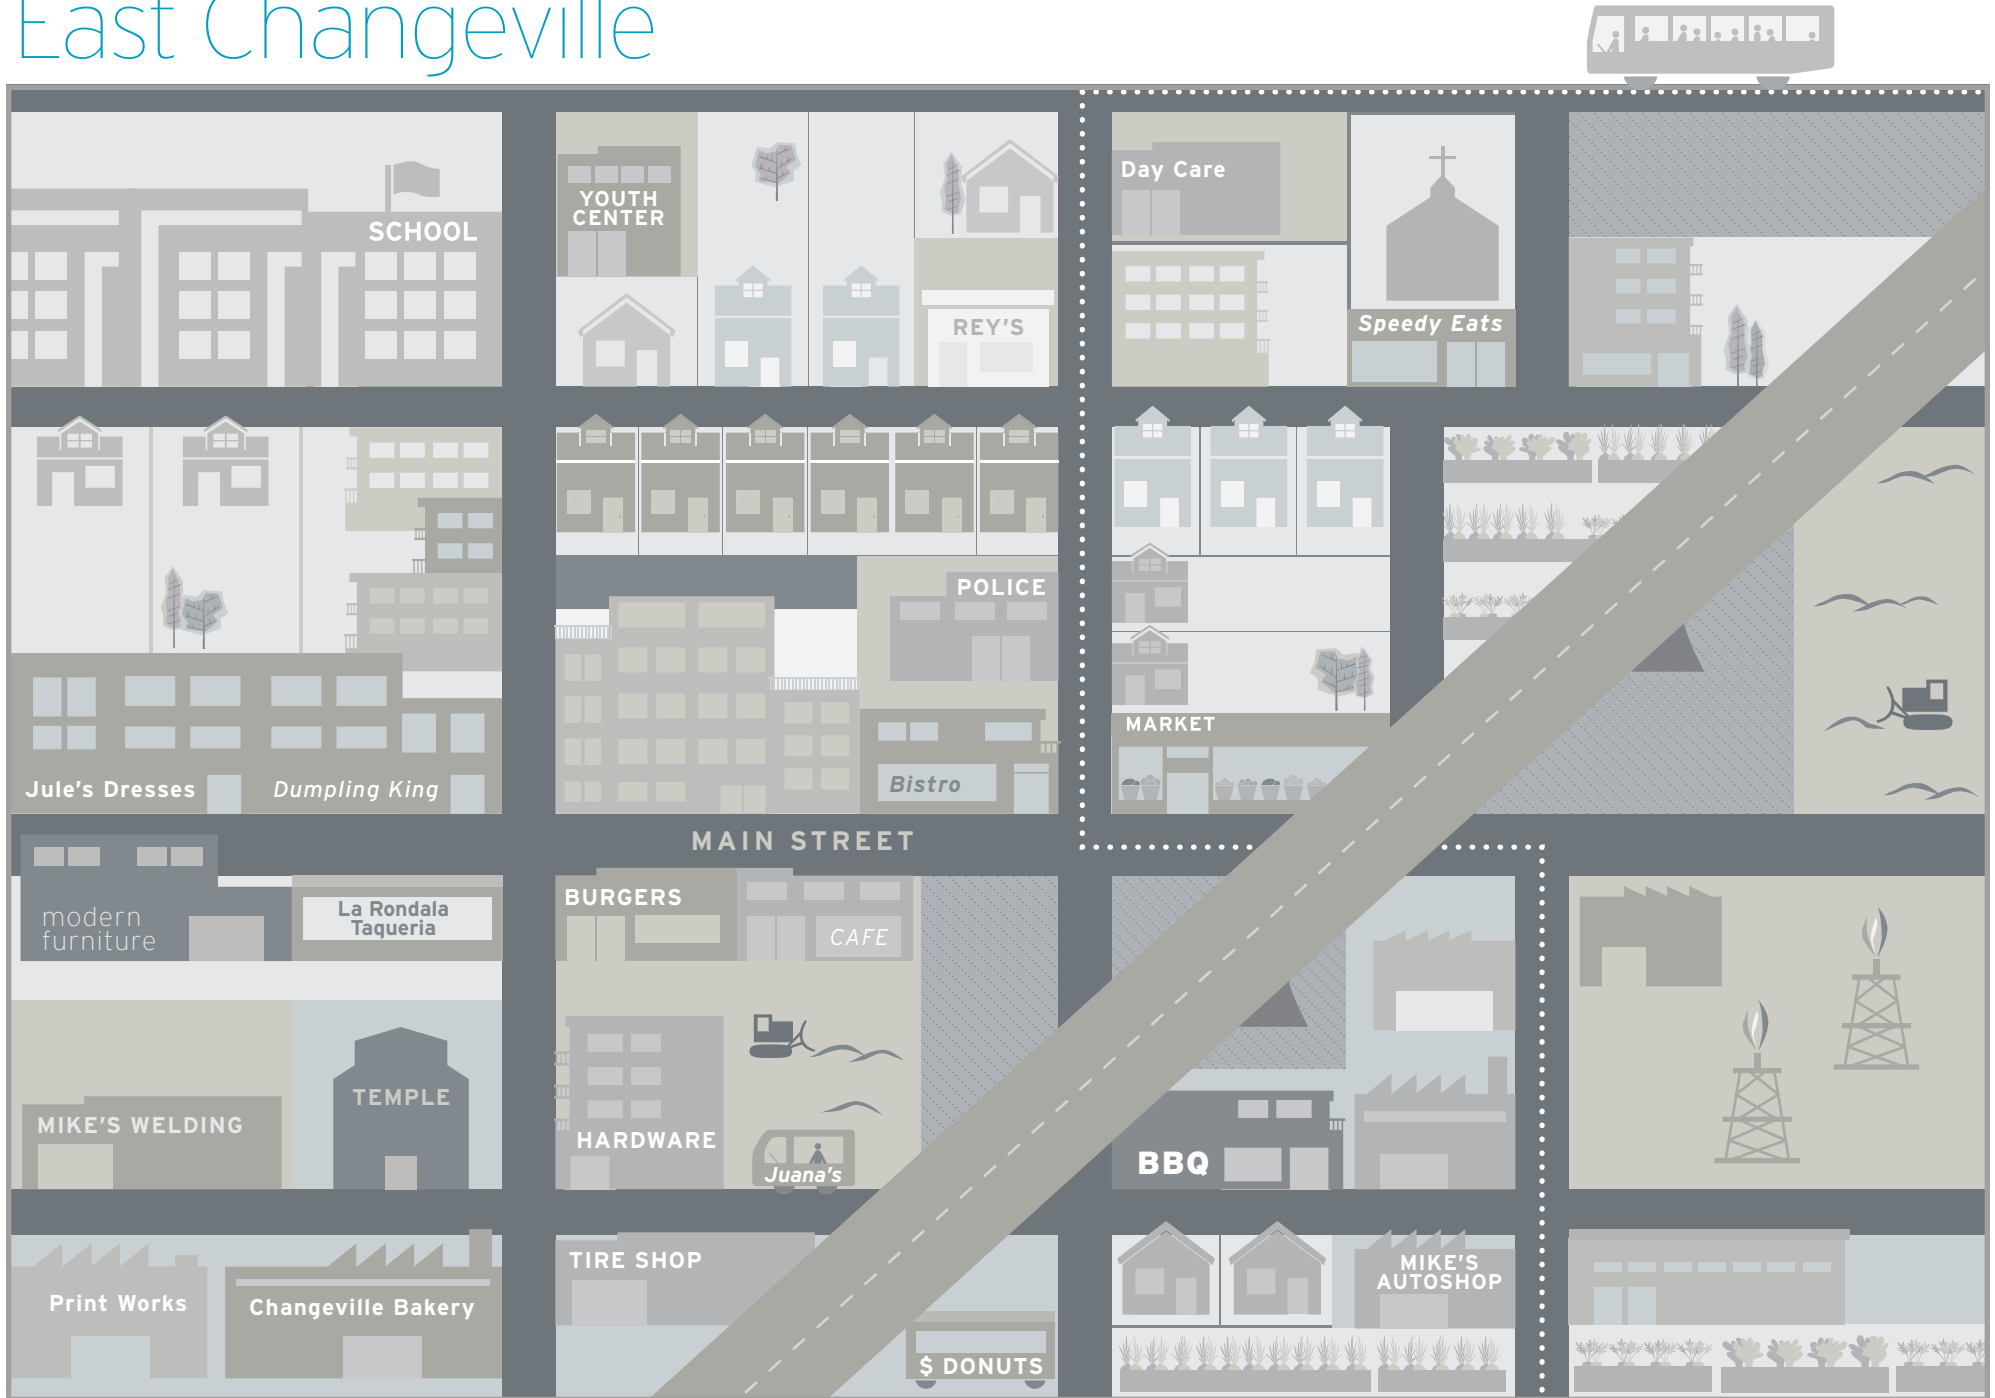 East Changeville
SCHOOL
YOUTH
CENTER
REY'S
Day Care
Speedy Eats
POLICE
Bistro
MARKET
Jule's Dresses
Dumpling King
MAIN STREET
modern
furniture
La Rondala
Taqueria
BURGERS
CAFE
MIKE'S WELDING
TEMPLE
HARDWARE
Juana's
BBQ
Print Works
Changeville Bakery
TIRE SHOP
$ DONUTS
MIKE'S
AUTOSHOP